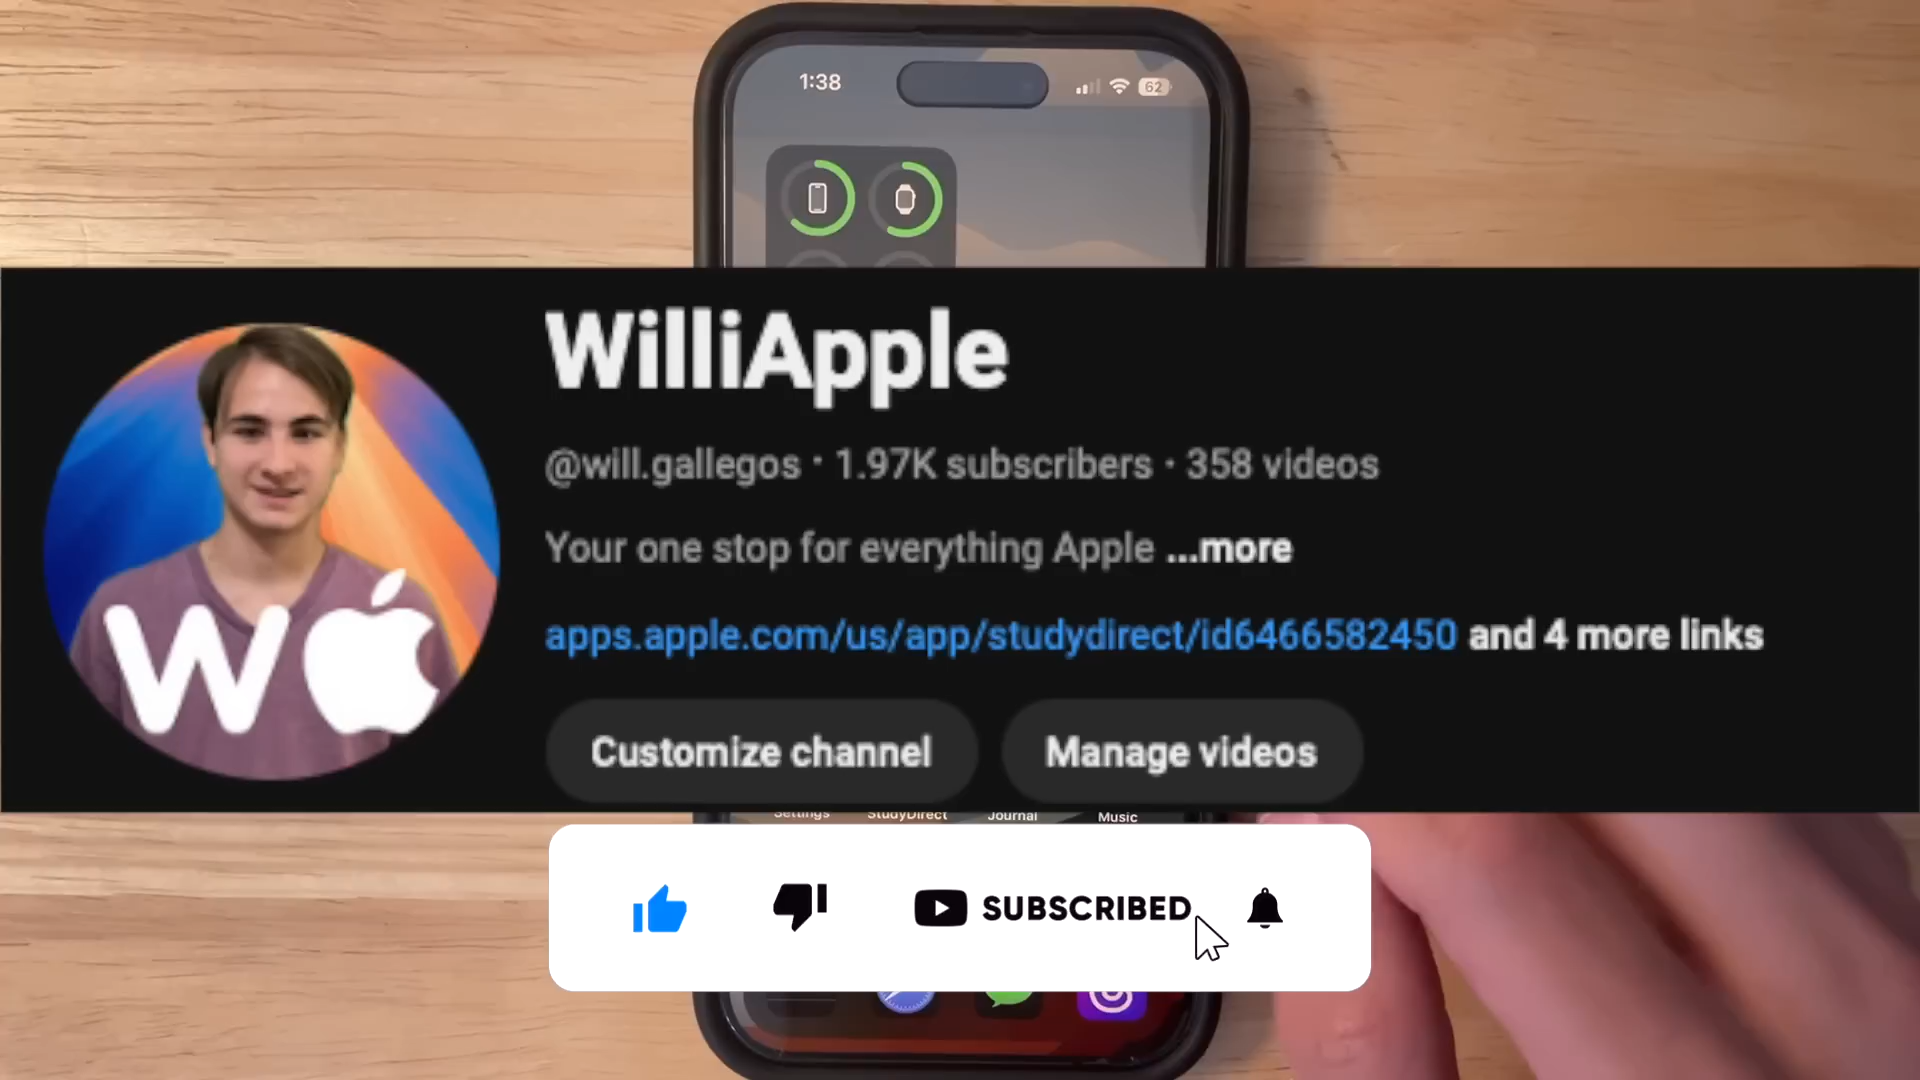 1:38
62
WilliApple
@will.gallegos · 1.97K subscribers · 358 videos
Your one stop for everything Apple ...more
apps.apple.com/us/app/studydirect/id6466582450 and 4 more links
W
Customize channel Manage videos
Settings StudyDirect Journal Music
SUBSCRIBED